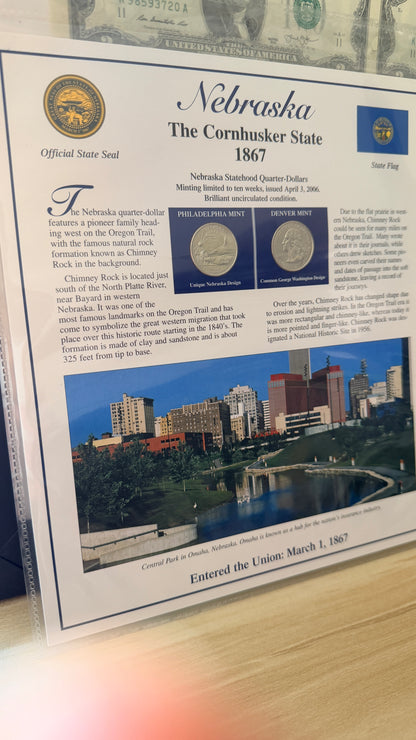 98593720 A
UNITED STATES OF AMERICA
Nebraska
The Cornhusker State
1867
Official State Seal
State Flag
Nebraska Statehood Quarter-Dollars
Minting limited to ten weeks, issued April 3, 2006.
Brilliant uncirculated condition.
The Nebraska quarter-dollar
features a pioneer family head-
ing west on the Oregon Trail,
with the famous natural rock
formation known as Chimney
Rock in the background.
Chimney Rock is located just
south of the North Platte River,
near Bayard in western
Nebraska. It was one of the
most famous landmarks on the Oregon Trail and has
come to symbolize the great western migration that took
place over this historic route starting in the 1840's. The
formation is made of clay and sandstone and is about
325 feet from tip to base.
PHILADELPHIA MINT
Unique Nebraska Design
DENVER MINT
Common George Washington Design
Due to the flat prairie in west-
ern Nebraska, Chimney Rock
could be seen for many miles on
the Oregon Trail. Many wrote
about it in their journals, while
others drew sketches. Some pio-
neers even carved their names
and dates of passage into the soft
sandstone, leaving a record of
their journeys.
Over the years, Chimney Rock has changed shape due
to erosion and lightning strikes. In the Oregon Trail era it
was more rectangular and chimney-like, whereas today it
is more pointed and finger-like. Chimney Rock was des-
ignated a National Historic Site in 1956.
Central Park in Omaha, Nebraska. Omaha is known as a hub for the nation's insurance industry.
Entered the Union: March 1, 1867